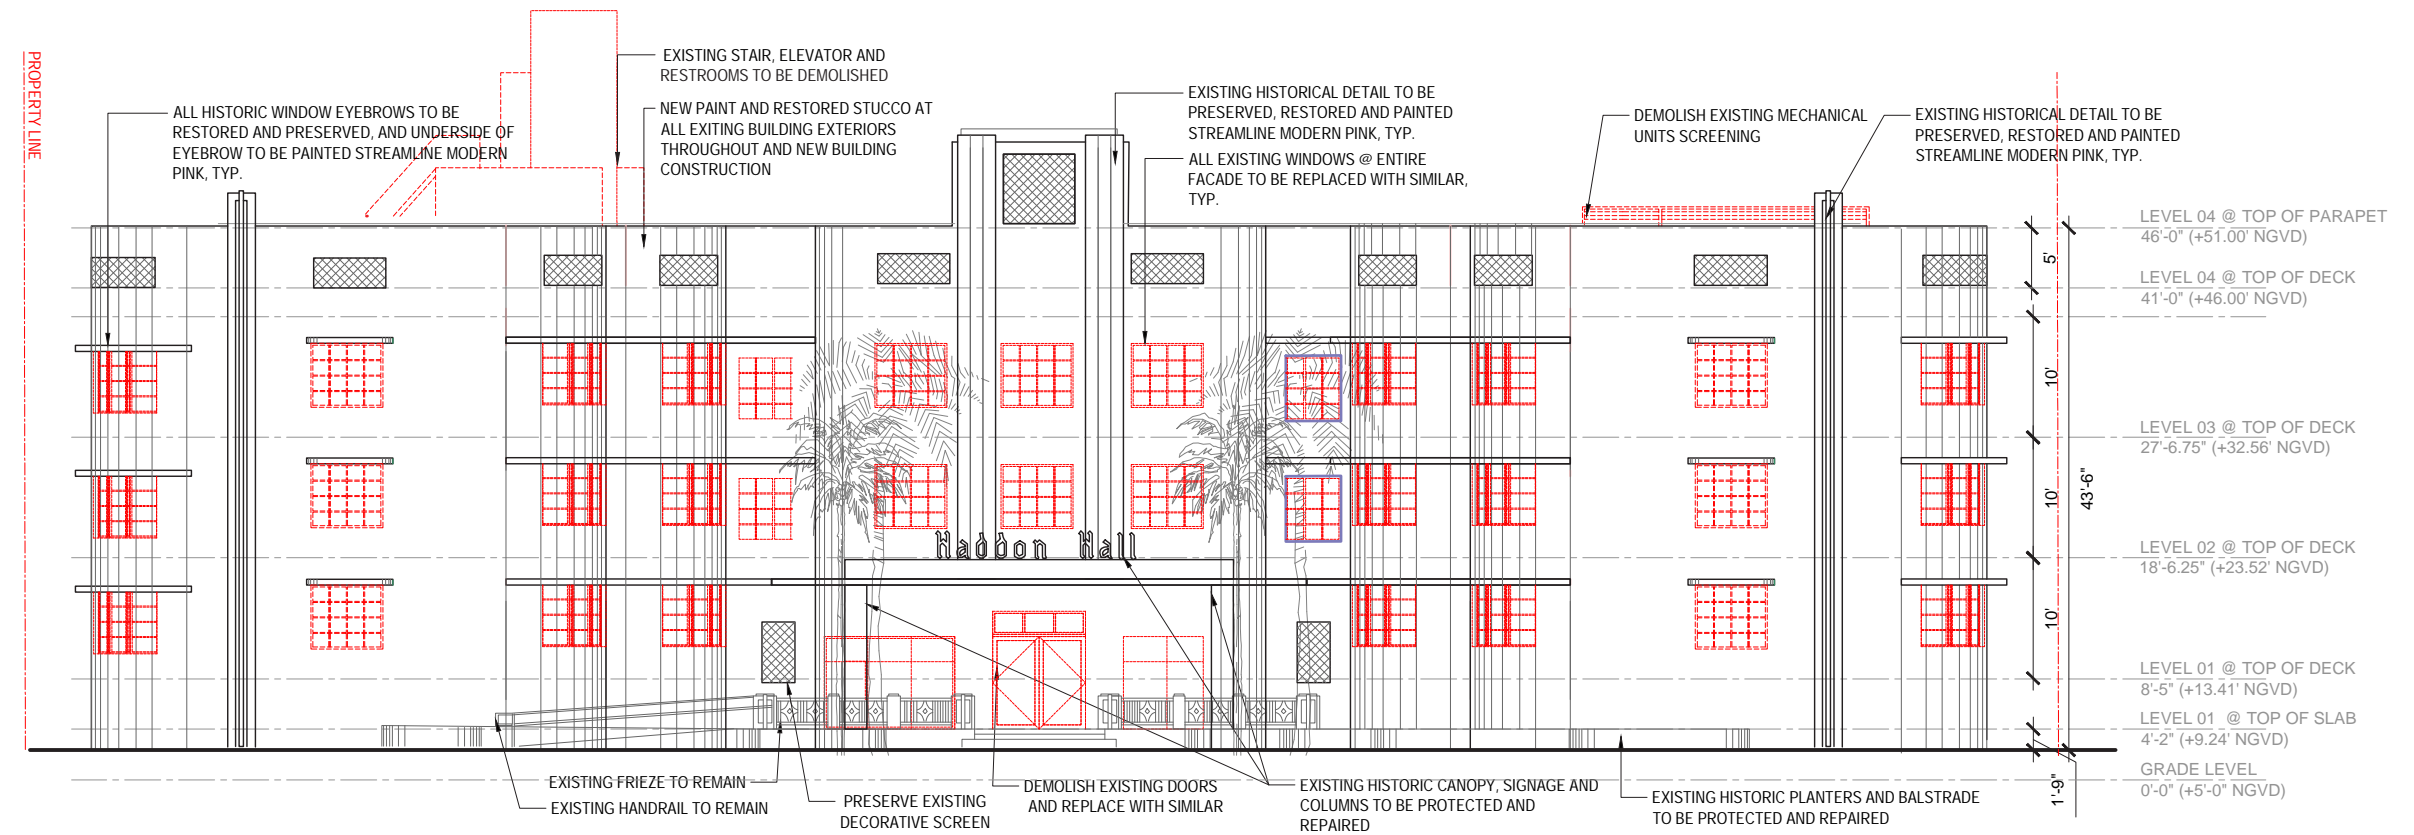 PROPERTY LINE
ALL HISTORIC WINDOW EYEBROWS TO BE
RESTORED AND PRESERVED, AND UNDERSIDE OF
EYEBROW TO BE PAINTED STREAMLINE MODERN
PINK, TYP.
EXISTING STAIR, ELEVATOR AND
RESTROOMS TO BE DEMOLISHED
NEW PAINT AND RESTORED STUCCO AT
ALL EXITING BUILDING EXTERIORS
THROUGHOUT AND NEW BUILDING
CONSTRUCTION
EXISTING HISTORICAL DETAIL TO BE
PRESERVED, RESTORED AND PAINTED
STREAMLINE MODERN PINK, TYP.
ALL EXISTING WINDOWS @ ENTIRE
FACADE TO BE REPLACED WITH SIMILAR,
TYP.
DEMOLISH EXISTING MECHANICAL
UNITS SCREENING
EXISTING HISTORICAL DETAIL TO BE
PRESERVED, RESTORED AND PAINTED
STREAMLINE MODERN PINK, TYP.
LEVEL 04 @ TOP OF PARAPET
46'-0" (+51.00' NGVD)
5'
LEVEL 04 @ TOP OF DECK
41'-0" (+46.00' NGVD)
10'
LEVEL 03 @ TOP OF DECK
27'-6.75" (+32.56' NGVD)
10'
43'-6"
LEVEL 02 @ TOP OF DECK
18'-6.25" (+23.52' NGVD)
10'
LEVEL 01 @ TOP OF DECK
8'-5" (+13.41' NGVD)
LEVEL 01 @ TOP OF SLAB
4'-2" (+9.24' NGVD)
GRADE LEVEL
0'-0" (+5'-0" NGVD)
1'-9"
Haddon Hall
EXISTING FRIEZE TO REMAIN
EXISTING HANDRAIL TO REMAIN
PRESERVE EXISTING
DECORATIVE SCREEN
DEMOLISH EXISTING DOORS
AND REPLACE WITH SIMILAR
EXISTING HISTORIC CANOPY, SIGNAGE AND
COLUMNS TO BE PROTECTED AND
REPAIRED
EXISTING HISTORIC PLANTERS AND BALSTRADE
TO BE PROTECTED AND REPAIRED